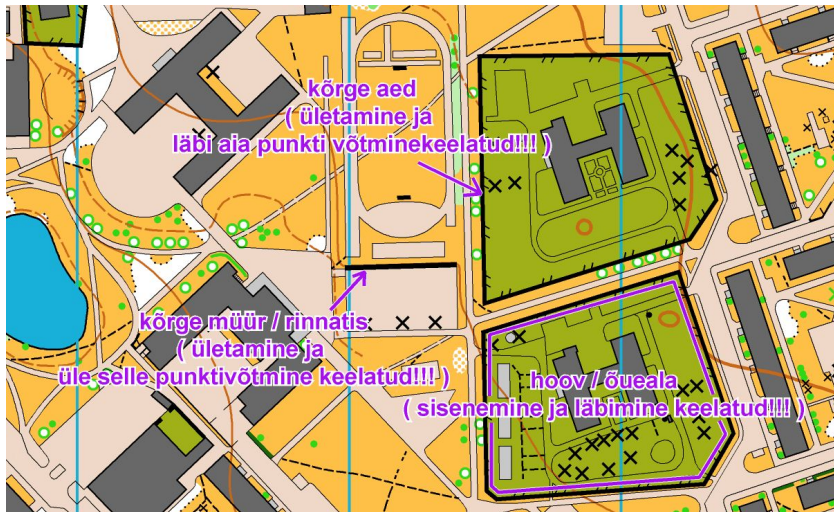 kõrge aed
( ületamine ja
läbi aia punkti võtminekeelatud!!! )
kõrge müür / rinnatis
( ületamine ja
üle selle punktivõtmine keelatud!!! )
hoov / õueala
( sisenemine ja läbimine keelatud!!! )